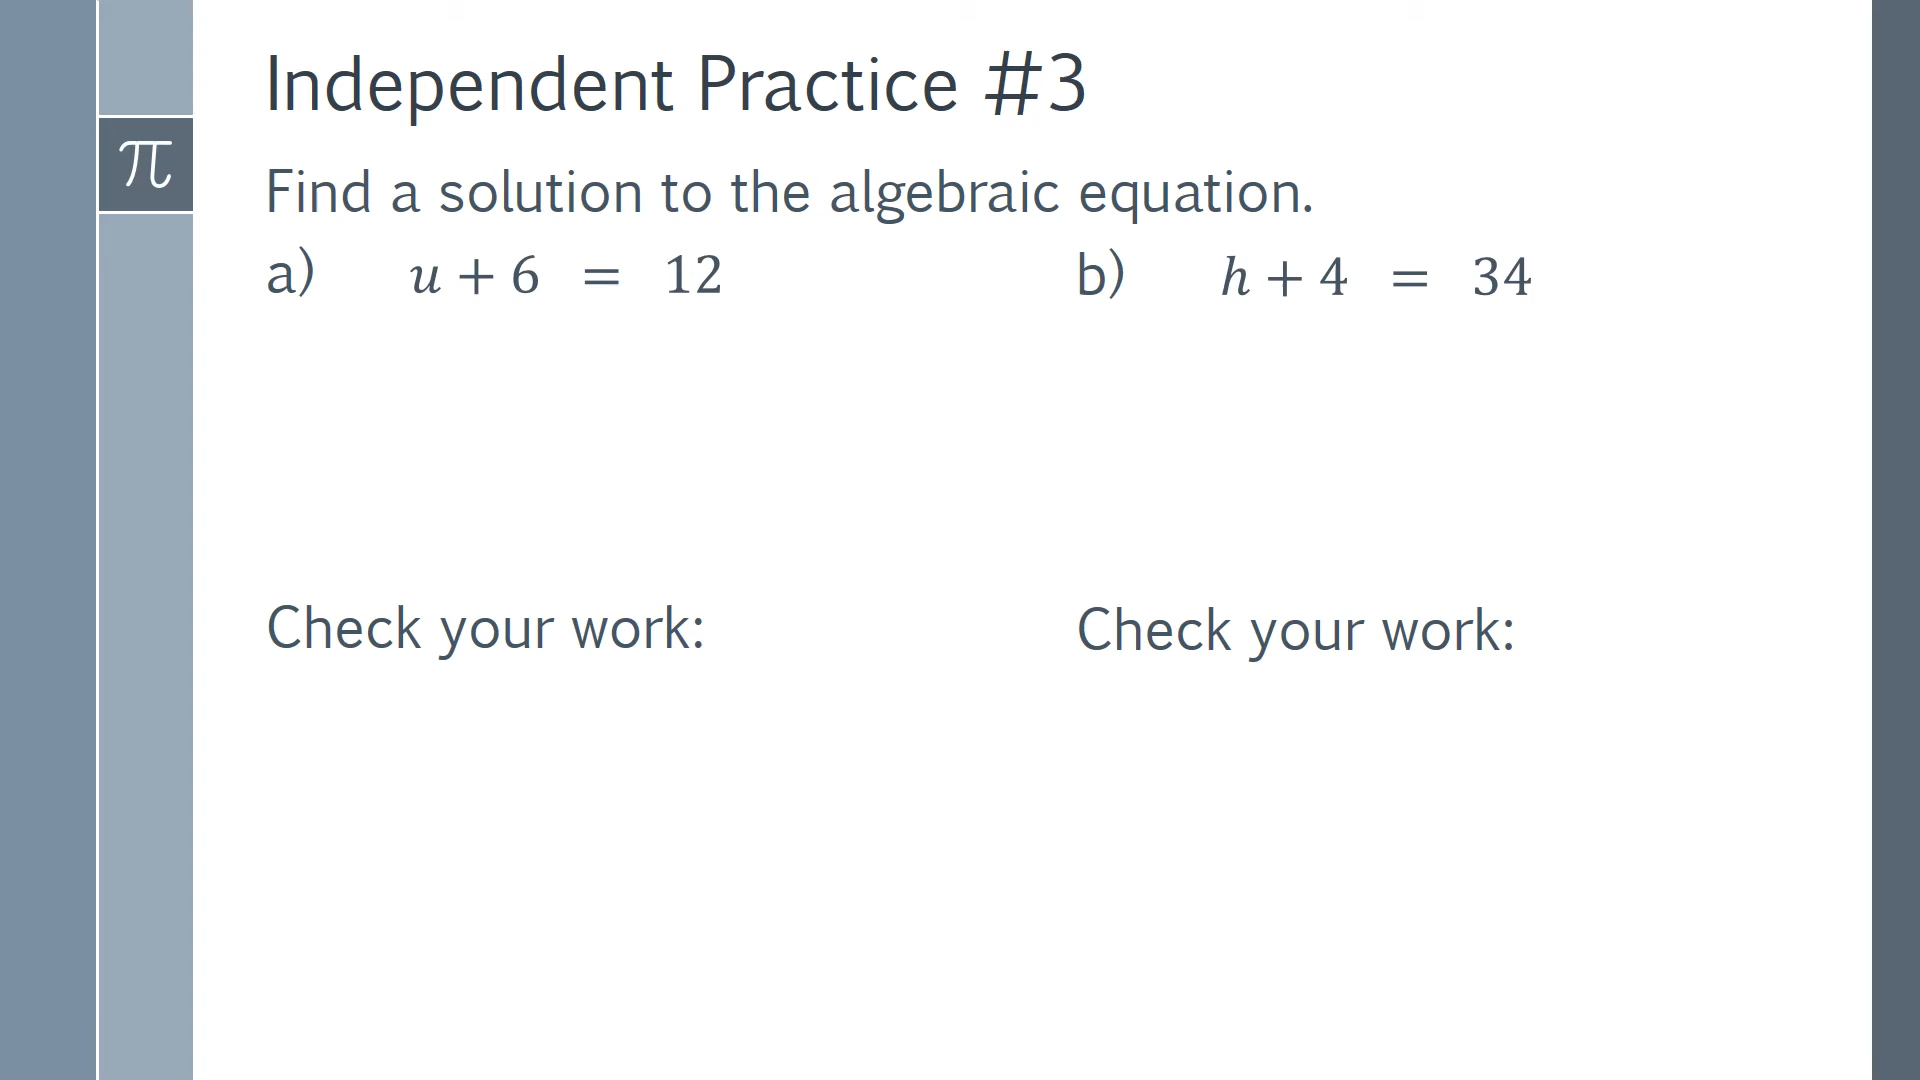 Independent Practice #3
π
Find a solution to the algebraic equation.
a) u + 6 = 12
b) h + 4 = 34
Check your work:
Check your work: